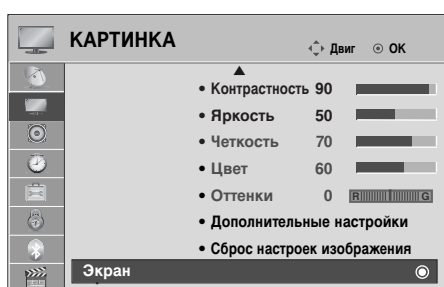 КАРТИНКА
Двиг ⊙ OK
• Контрастность 90
• Яркость 50
• Четкость 70
• Цвет 60
• Оттенки 0 R G
• Дополнительные настройки
• Сброс настроек изображения
Экран